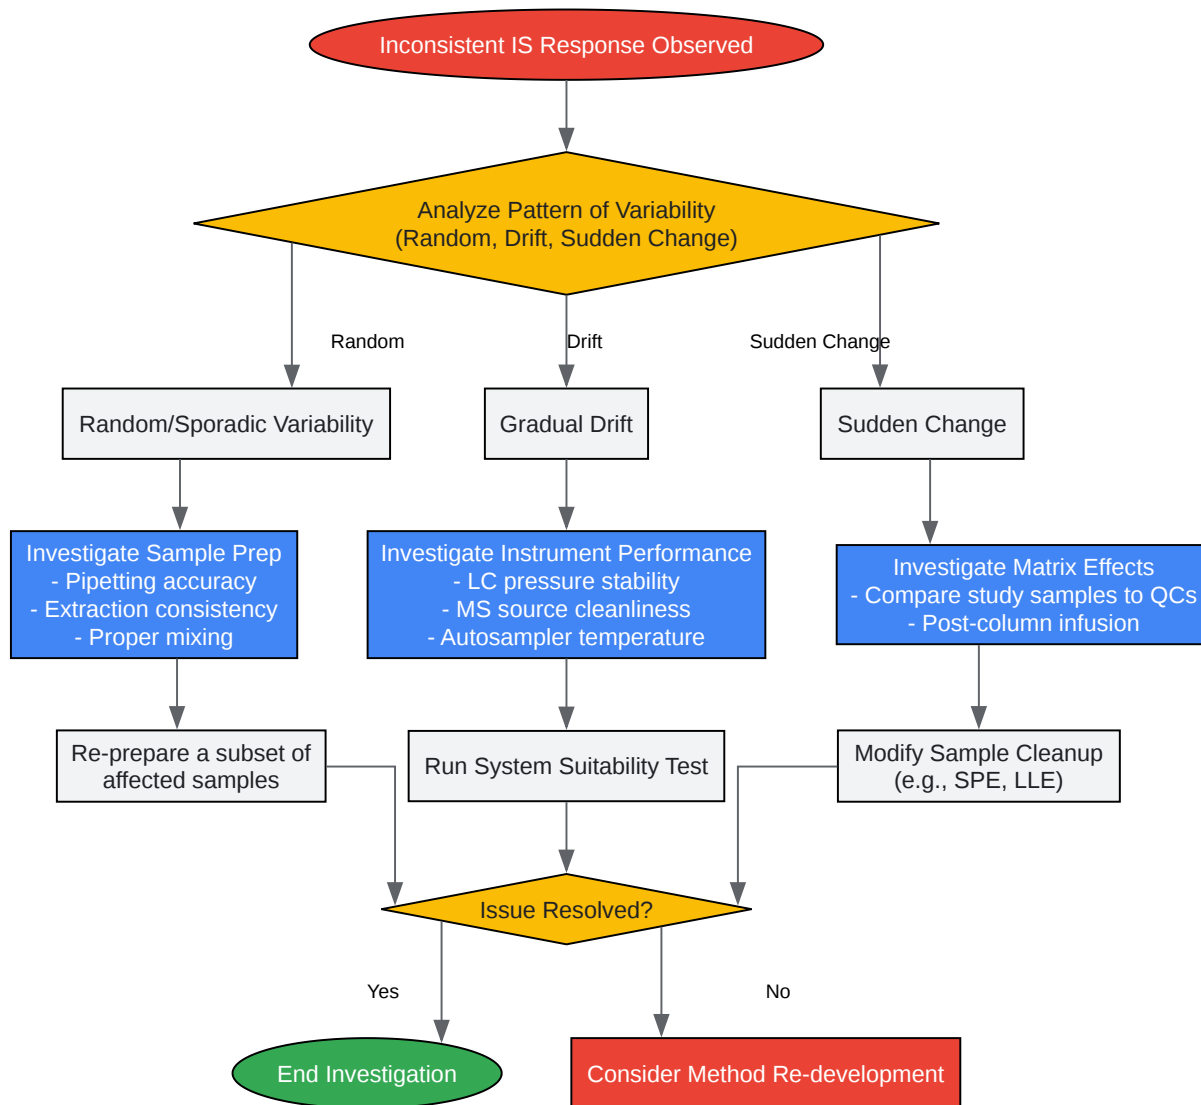 Inconsistent IS Response Observed
Analyze Pattern of Variability
(Random, Drift, Sudden Change)
Random
Drift
Sudden Change
Random/Sporadic Variability
Gradual Drift
Sudden Change
Investigate Sample Prep
- Pipetting accuracy
- Extraction consistency
- Proper mixing
Investigate Instrument Performance
- LC pressure stability
- MS source cleanliness
- Autosampler temperature
Investigate Matrix Effects
- Compare study samples to QCs
- Post-column infusion
Re-prepare a subset of
affected samples
Run System Suitability Test
Modify Sample Cleanup
(e.g., SPE, LLE)
Issue Resolved?
Yes
No
End Investigation
Consider Method Re-development